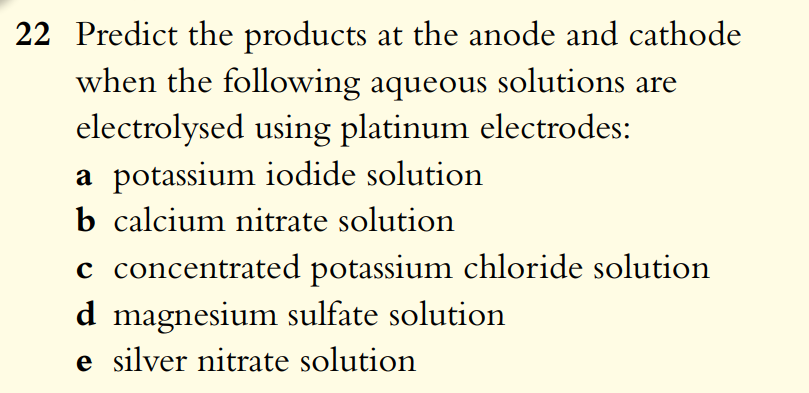 22 Predict the products at the anode and cathode
when the following aqueous solutions are
electrolysed using platinum electrodes:
a potassium iodide solution
b calcium nitrate solution
c concentrated potassium chloride solution
d magnesium sulfate solution
e silver nitrate solution